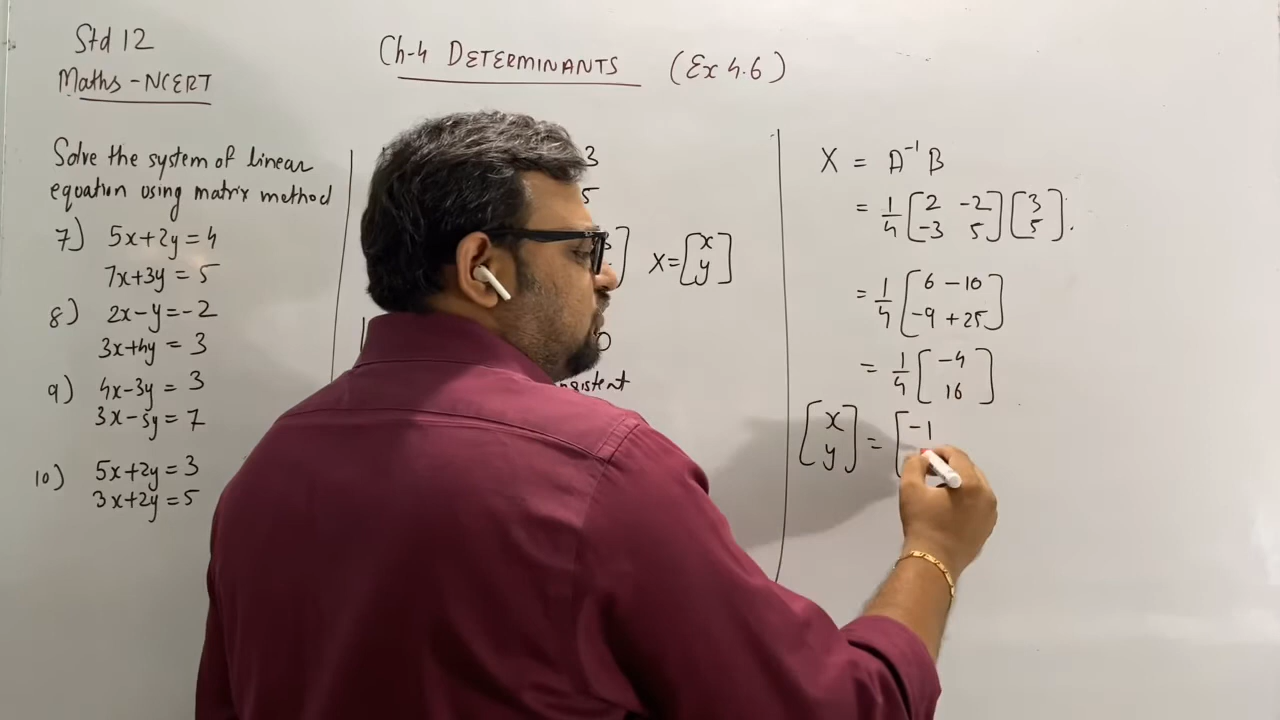 Std 12
Maths - NCERT
Ch-4 DETERMINANTS (Ex 4.6)
Solve the system of linear
equation using matrix method
7) 5x+2y = 4
7x+3y = 5
8) 2x-y = -2
3x+4y = 3
9) 4x-3y = 3
3x-5y = 7
10) 5x+2y = 3
3x+2y = 5
3
5
] X = [x
y]
0
X = A⁻¹ B
= 1/4 [2 -2
-3 5] [3
5].
= 1/4 [6 - 10
-9 + 25]
= 1/4 [-4
16]
[x
y] = [-1